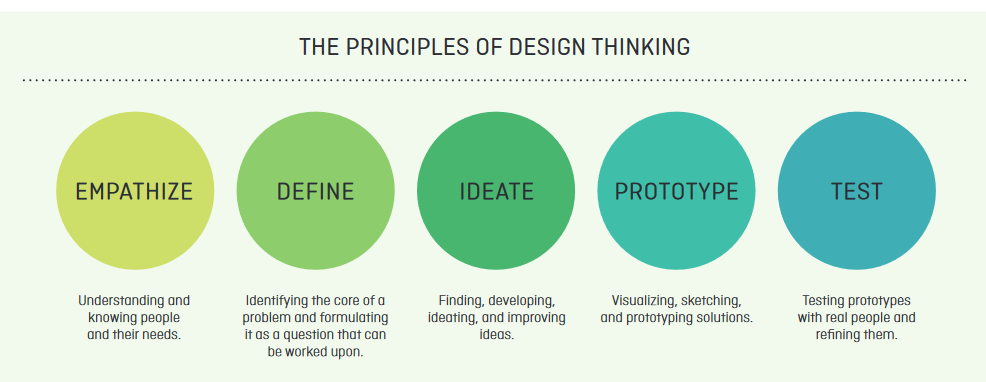 THE PRINCIPLES OF DESIGN THINKING
EMPATHIZE
Understanding and
knowing people
and their needs.
DEFINE
Identifying the core of a
problem and formulating
it as a question that can
be worked upon.
IDEATE
Finding, developing,
ideating, and improving
ideas.
PROTOTYPE
Visualizing, sketching,
and prototyping solutions.
TEST
Testing prototypes
with real people and
refining them.